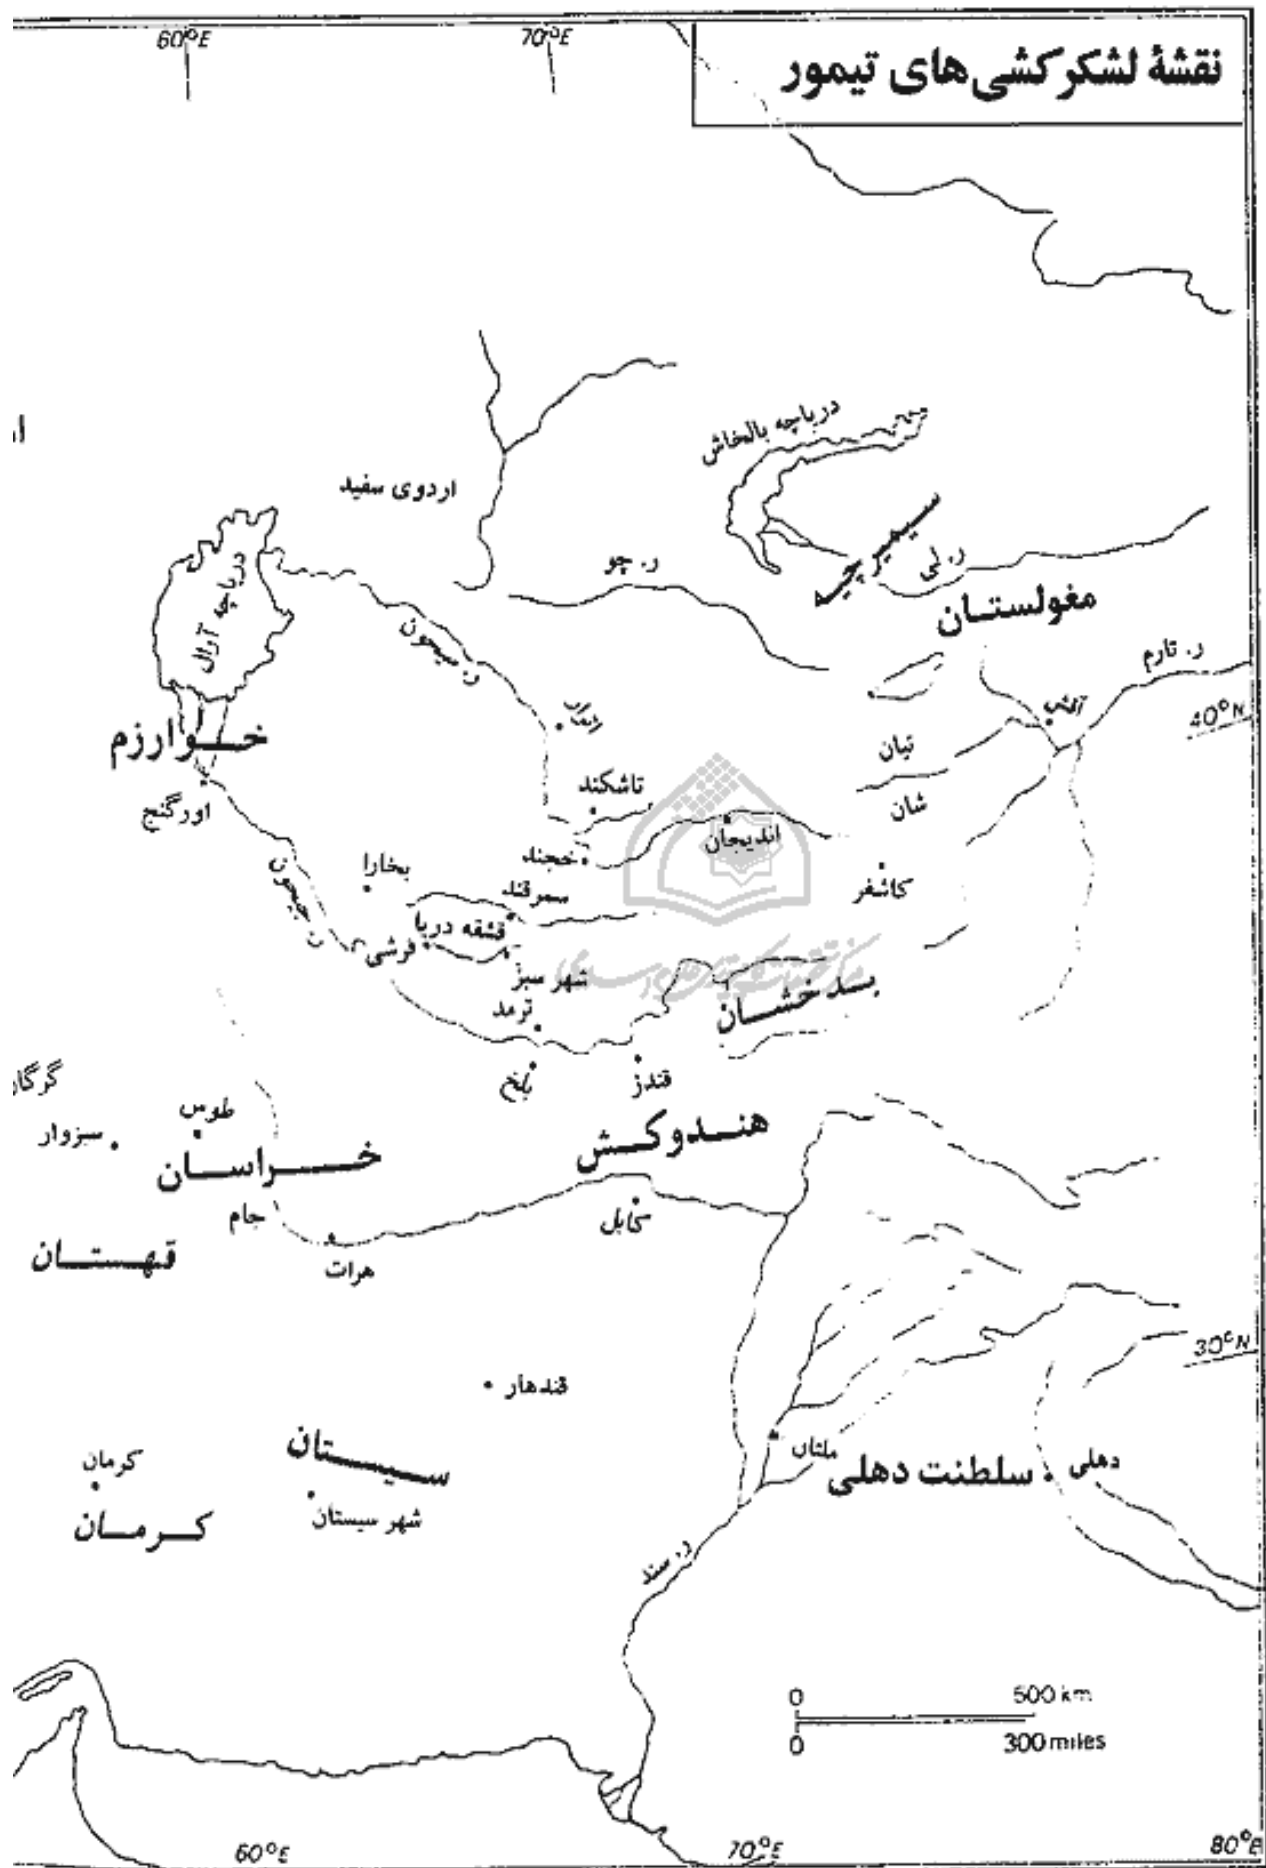 نقشهٔ لشکرکشی‌های تیمور
60°E
70°E
دریاچه بالخاش
اردوی سفید
سیمیرچیه
ر. چو
ر. لی
دریاچه آرال
مغولستان
ن. سیحون
ر. تارم
40°N
خوارزم
تیان
شان
تاشکند
اورگنج
اندیجان
خجند
بخارا
کاشغر
سمرقند
ن. جیحون
قشقه دریا
قرشی
شهر سبز
بدخشان
ترمذ
بلخ
قندز
طوس
سبزوار
هندوکش
خراسان
جام
کابل
قهستان
هرات
30°N
قندهار
سیستان
کرمان
ملتان
دهلی
سلطنت دهلی
شهر سیستان
کرمان
ر. سند
0 500 km
0 300 miles
60°E
70°E
80°E